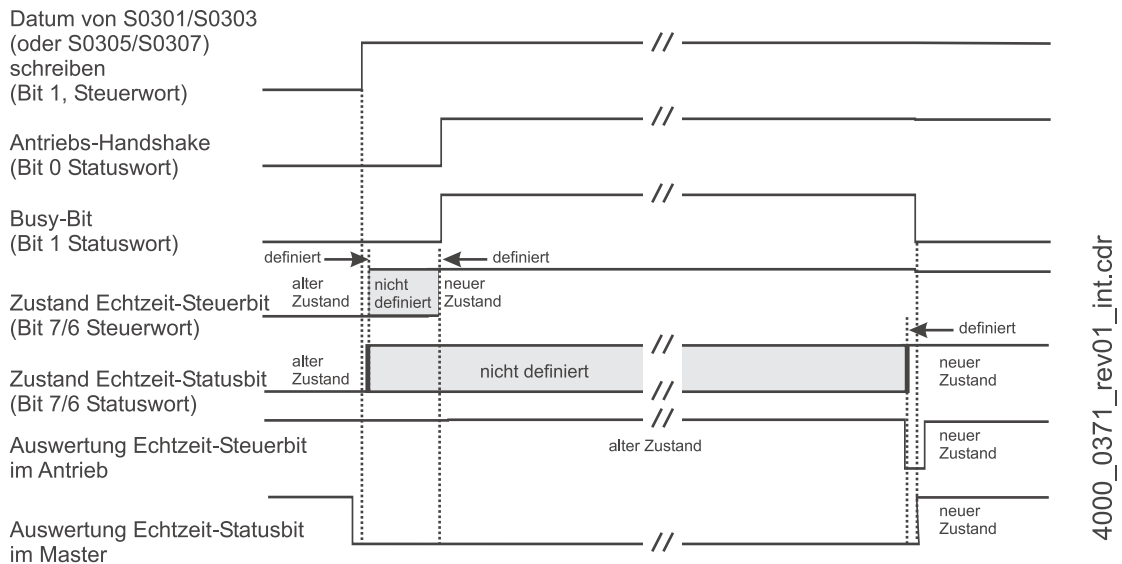 Datum von S0301/S0303
(oder S0305/S0307)
schreiben
(Bit 1, Steuerwort)
Antriebs-Handshake
(Bit 0 Statuswort)
Busy-Bit
(Bit 1 Statuswort)
definiert
definiert
alter
Zustand
nicht
definiert
neuer
Zustand
Zustand Echtzeit-Steuerbit
(Bit 7/6 Steuerwort)
definiert
alter
Zustand
nicht definiert
neuer
Zustand
Zustand Echtzeit-Statusbit
(Bit 7/6 Statuswort)
Auswertung Echtzeit-Steuerbit
im Antrieb
alter Zustand
neuer
Zustand
Auswertung Echtzeit-Statusbit
im Master
neuer
Zustand
4000_0371_rev01_int.cdr